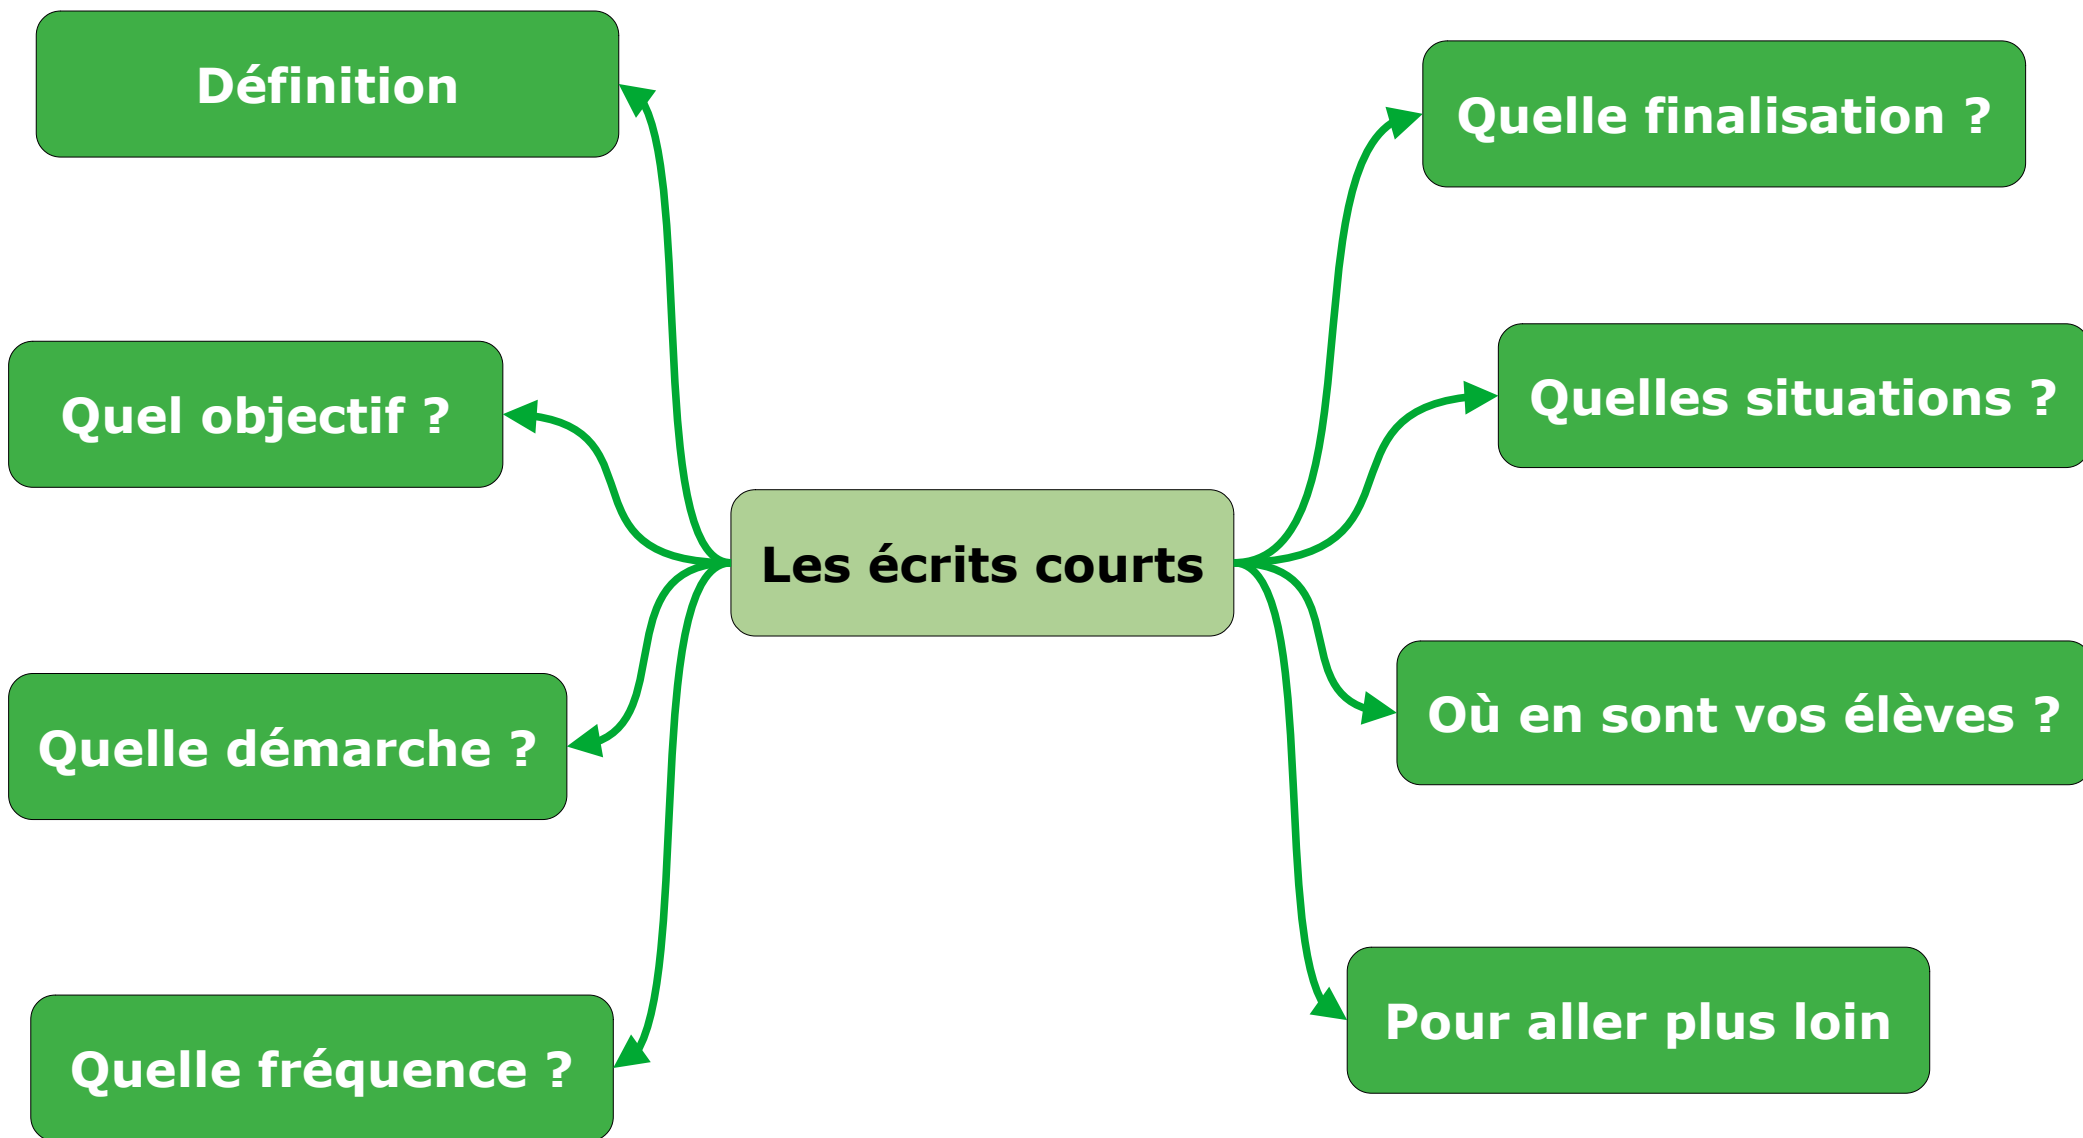 Définition
Quel objectif ?
Quelle démarche ?
Quelle fréquence ?
Les écrits courts
Quelle finalisation ?
Quelles situations ?
Où en sont vos élèves ?
Pour aller plus loin